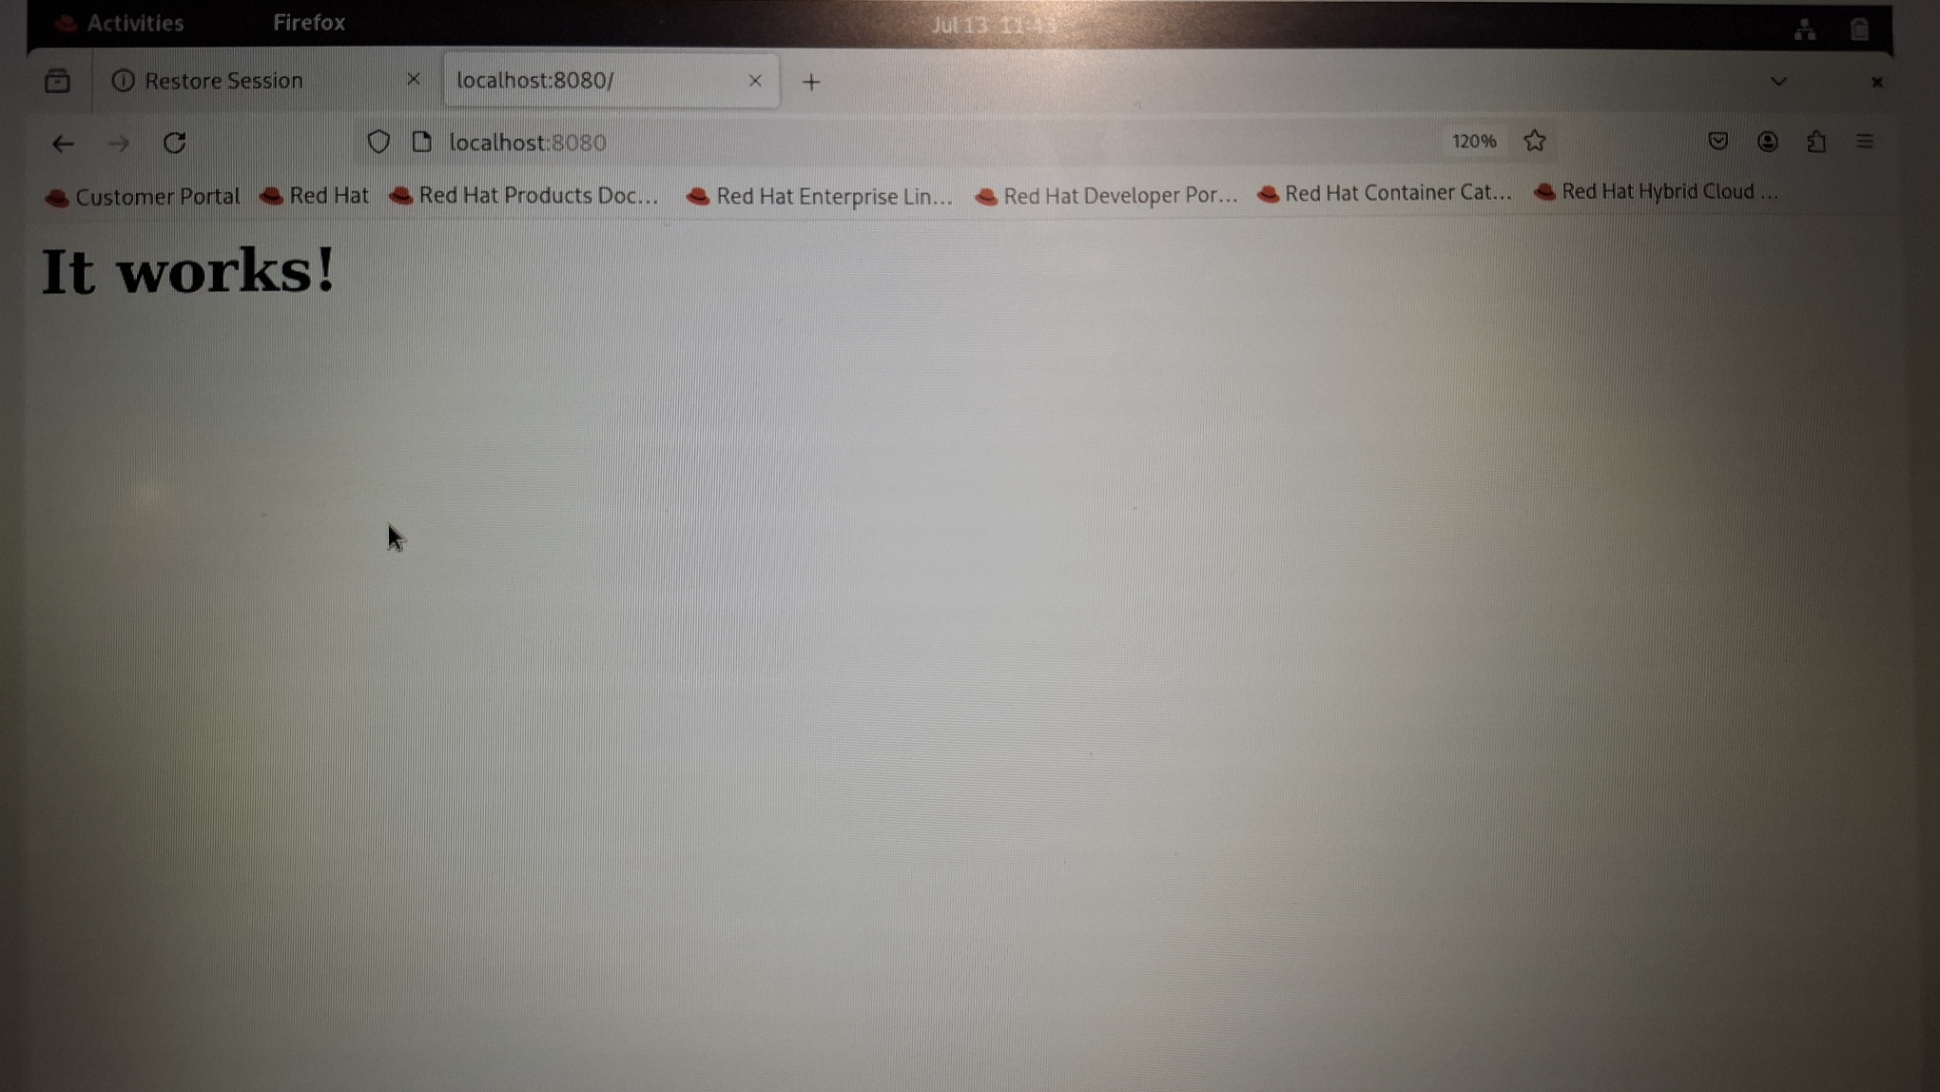 Activities Firefox Jul 13 11:43
Restore Session localhost:8080/
localhost:8080 120%
Customer Portal Red Hat Red Hat Products Doc... Red Hat Enterprise Lin... Red Hat Developer Por... Red Hat Container Cat... Red Hat Hybrid Cloud ...
It works!